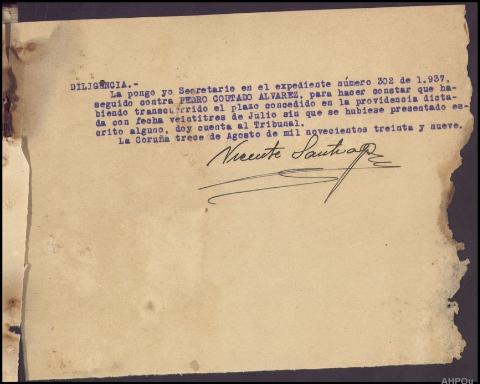 DILIGENCIA.-
La pongo yo Secretario en el expediente número 302 de 1.937,
seguido contra PEDRO COUTADO ALVAREZ, para hacer constar que ha-
biendo transcurrido el plazo concedido en la providencia dicta-
da con fecha veintitres de Julio sin que se hubiese presentado es-
crito alguno, doy cuenta al Tribunal.
La Coruña trece de Agosto de mil novecientos treinta y nueve.
Vicente Santiago
AHPOu